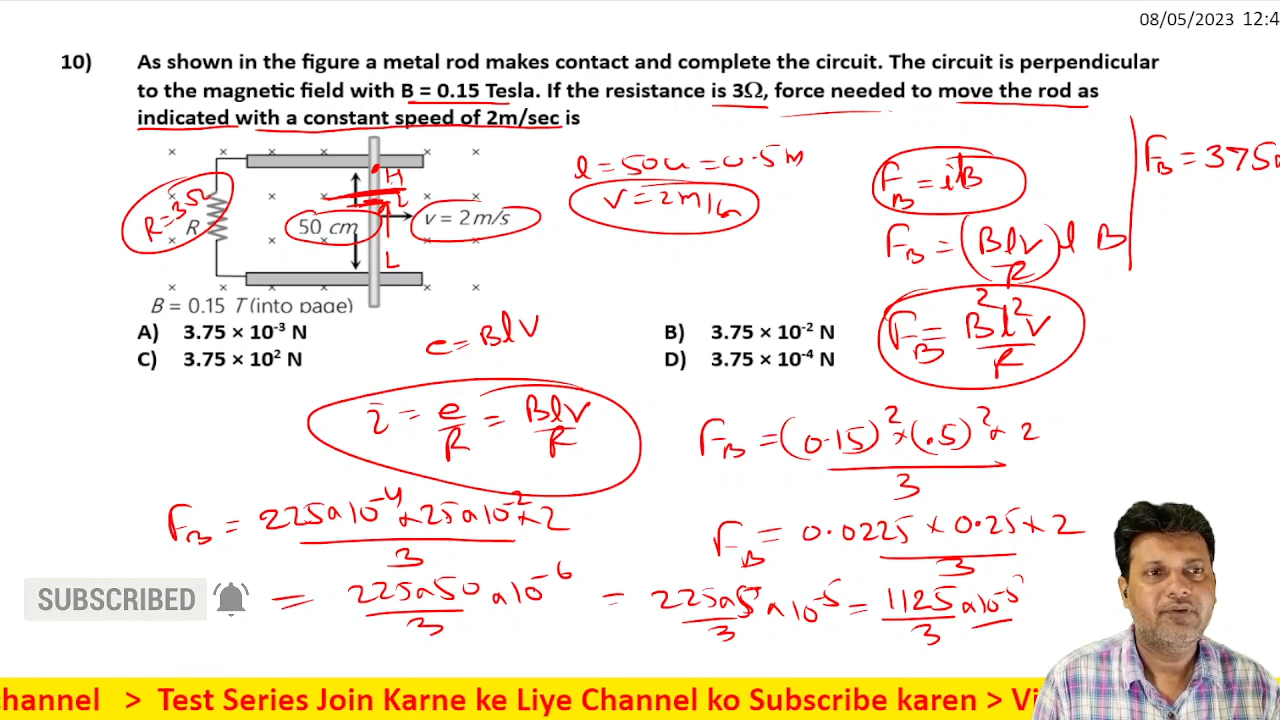 08/05/2023 12:4
10) As shown in the figure a metal rod makes contact and complete the circuit. The circuit is perpendicular
to the magnetic field with B = 0.15 Tesla. If the resistance is 3Ω, force needed to move the rod as
indicated with a constant speed of 2m/sec is
l = 50cm = 0.5m
V = 2m/s
F_B = ilB
F_B = 375
R=3Ω
R
50 cm
v = 2m/s
H
i
L
F_B = (Blv/R) l B
B = 0.15 T (into page)
F_B = B²l²v/R
A) 3.75 × 10⁻³ N
B) 3.75 × 10⁻² N
C) 3.75 × 10² N
D) 3.75 × 10⁻⁴ N
e = Blv
i = e/R = Blv/R
F_B = (0.15)² × (.5)² × 2 / 3
F_B = 225×10⁻⁴ × 25×10⁻² × 2 / 3
F_B = 0.0225 × 0.25 × 2 / 3
= 225×50/3 × 10⁻⁶ = 225×5/3 × 10⁻⁵ = 1125/3 × 10⁻⁵
SUBSCRIBED
channel > Test Series Join Karne ke Liye Channel ko Subscribe karen > Vi